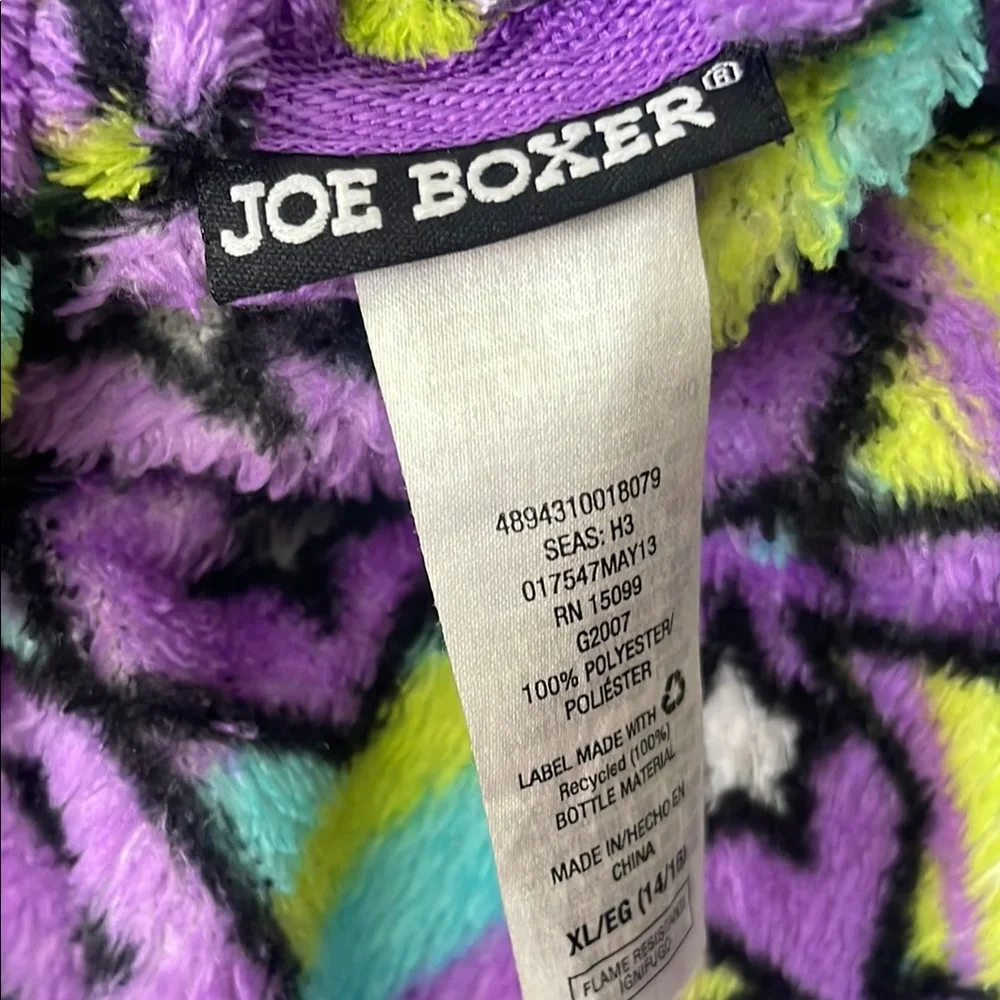 JOE BOXER®
4894310018079
SEAS: H3
017547MAY13
RN 15099
G2007
100% POLYESTER/
POLIÉSTER
LABEL MADE WITH
Recycled (100%)
BOTTLE MATERIAL
MADE IN/HECHO EN
CHINA
XL/EG (14/16)
FLAME RESISTANT/
IGNIFUGO